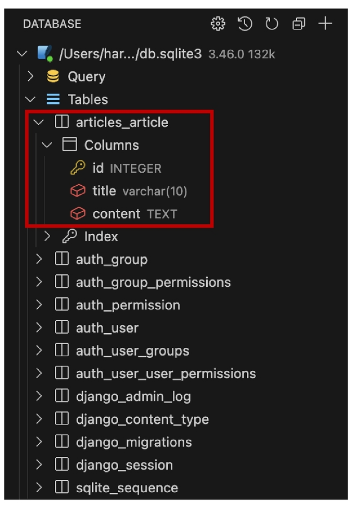 DATABASE
/Users/har.../db.sqlite3 3.46.0 132k
Query
Tables
articles_article
Columns
id INTEGER
title varchar(10)
content TEXT
Index
auth_group
auth_group_permissions
auth_permission
auth_user
auth_user_groups
auth_user_user_permissions
django_admin_log
django_content_type
django_migrations
django_session
sqlite_sequence